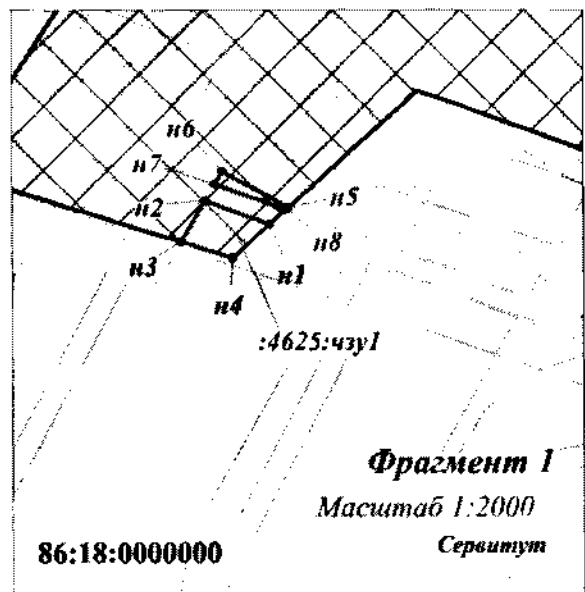 н6
н7
н2
н5
н8
н3
н1
н4
:4625:чзу1
Фрагмент 1
Масштаб 1:2000
Сервитут
86:18:0000000